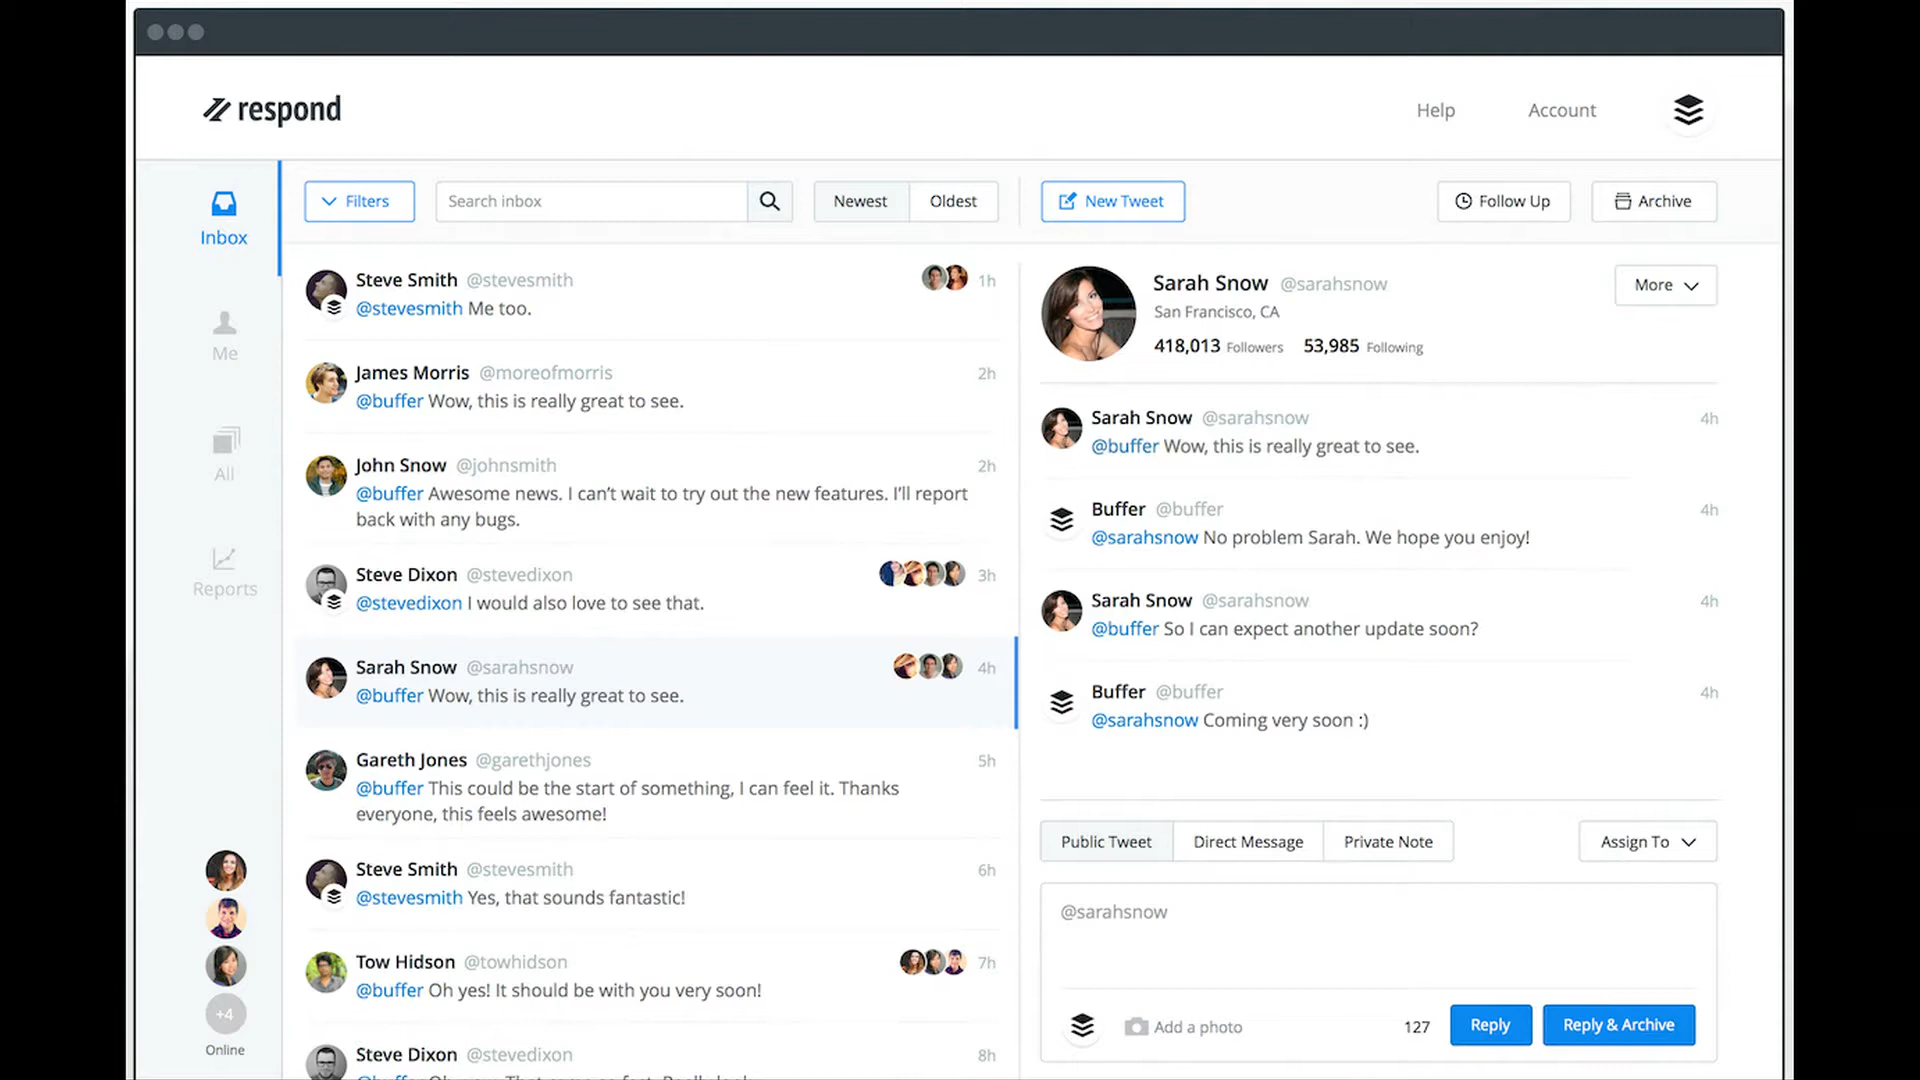 respond
Help
Account
Inbox
Me
All
Reports
+4
Online
Filters
Search inbox
Newest
Oldest
New Tweet
Follow Up
Archive
Steve Smith @stevesmith 1h
@stevesmith Me too.
James Morris @moreofmorris 2h
@buffer Wow, this is really great to see.
John Snow @johnsmith 2h
@buffer Awesome news. I can't wait to try out the new features. I'll report
back with any bugs.
Steve Dixon @stevedixon 3h
@stevedixon I would also love to see that.
Sarah Snow @sarahsnow 4h
@buffer Wow, this is really great to see.
Gareth Jones @garethjones 5h
@buffer This could be the start of something, I can feel it. Thanks
everyone, this feels awesome!
Steve Smith @stevesmith 6h
@stevesmith Yes, that sounds fantastic!
Tow Hidson @towhidson 7h
@buffer Oh yes! It should be with you very soon!
Steve Dixon @stevedixon 8h
@buffer
Sarah Snow @sarahsnow
San Francisco, CA
418,013 Followers 53,985 Following
More
Sarah Snow @sarahsnow 4h
@buffer Wow, this is really great to see.
Buffer @buffer 4h
@sarahsnow No problem Sarah. We hope you enjoy!
Sarah Snow @sarahsnow 4h
@buffer So I can expect another update soon?
Buffer @buffer 4h
@sarahsnow Coming very soon :)
Public Tweet
Direct Message
Private Note
Assign To
@sarahsnow
Add a photo
127
Reply
Reply & Archive